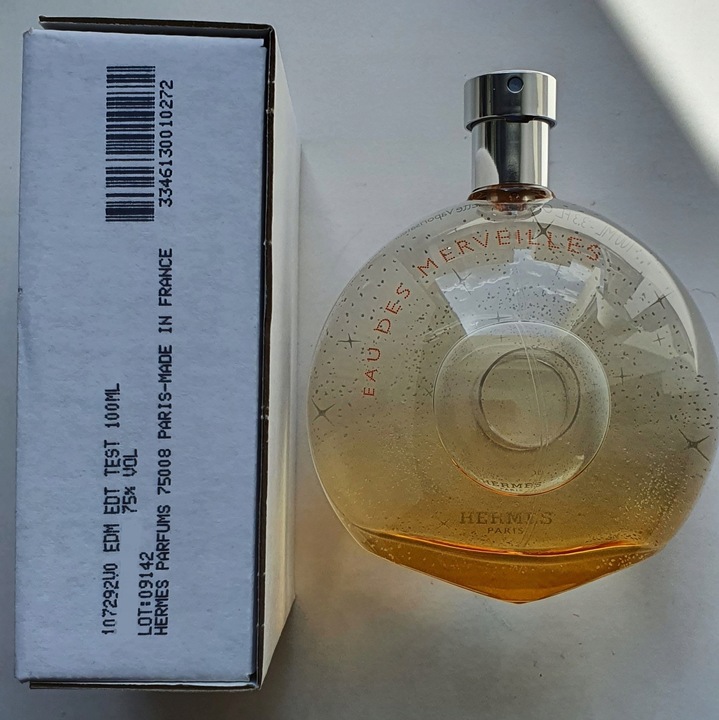 3346130010272
107292V0 EDM EDT TEST 100ML
75% VOL
LOT:09142
HERMES PARFUMS 75008 PARIS-MADE IN FRANCE
EAU DES MERVEILLES
HERMES
HERMES
PARIS